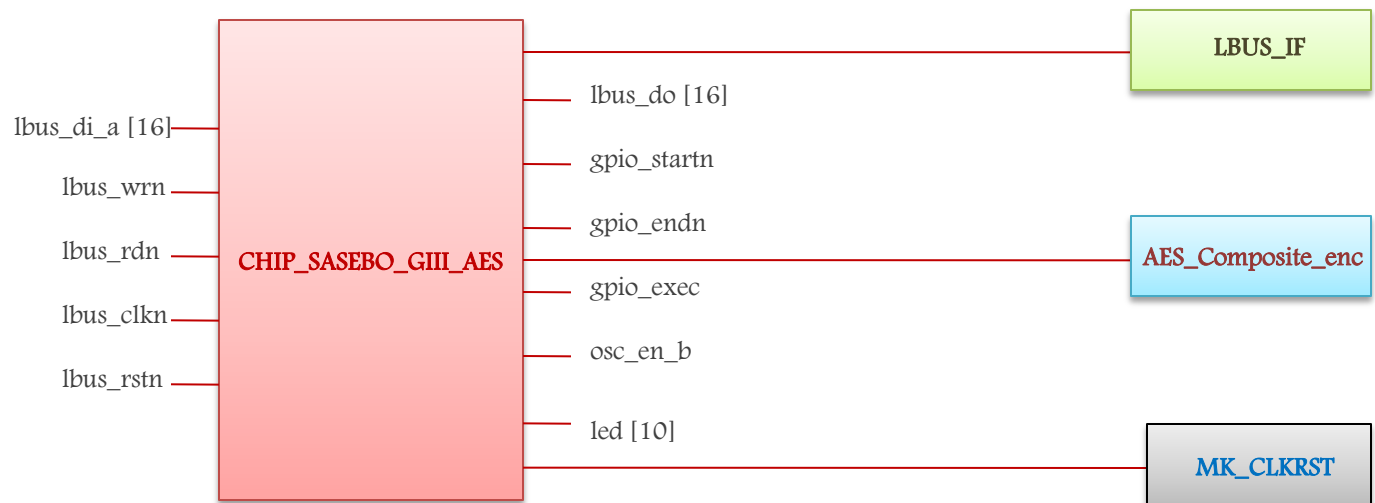 LBUS_IF
lbus_do [16]
lbus_di_a [16]
gpio_startn
lbus_wrn
gpio_endn
lbus_rdn
CHIP_SASEBO_GIII_AES
AES_Composite_enc
gpio_exec
lbus_clkn
osc_en_b
lbus_rstn
led [10]
MK_CLKRST